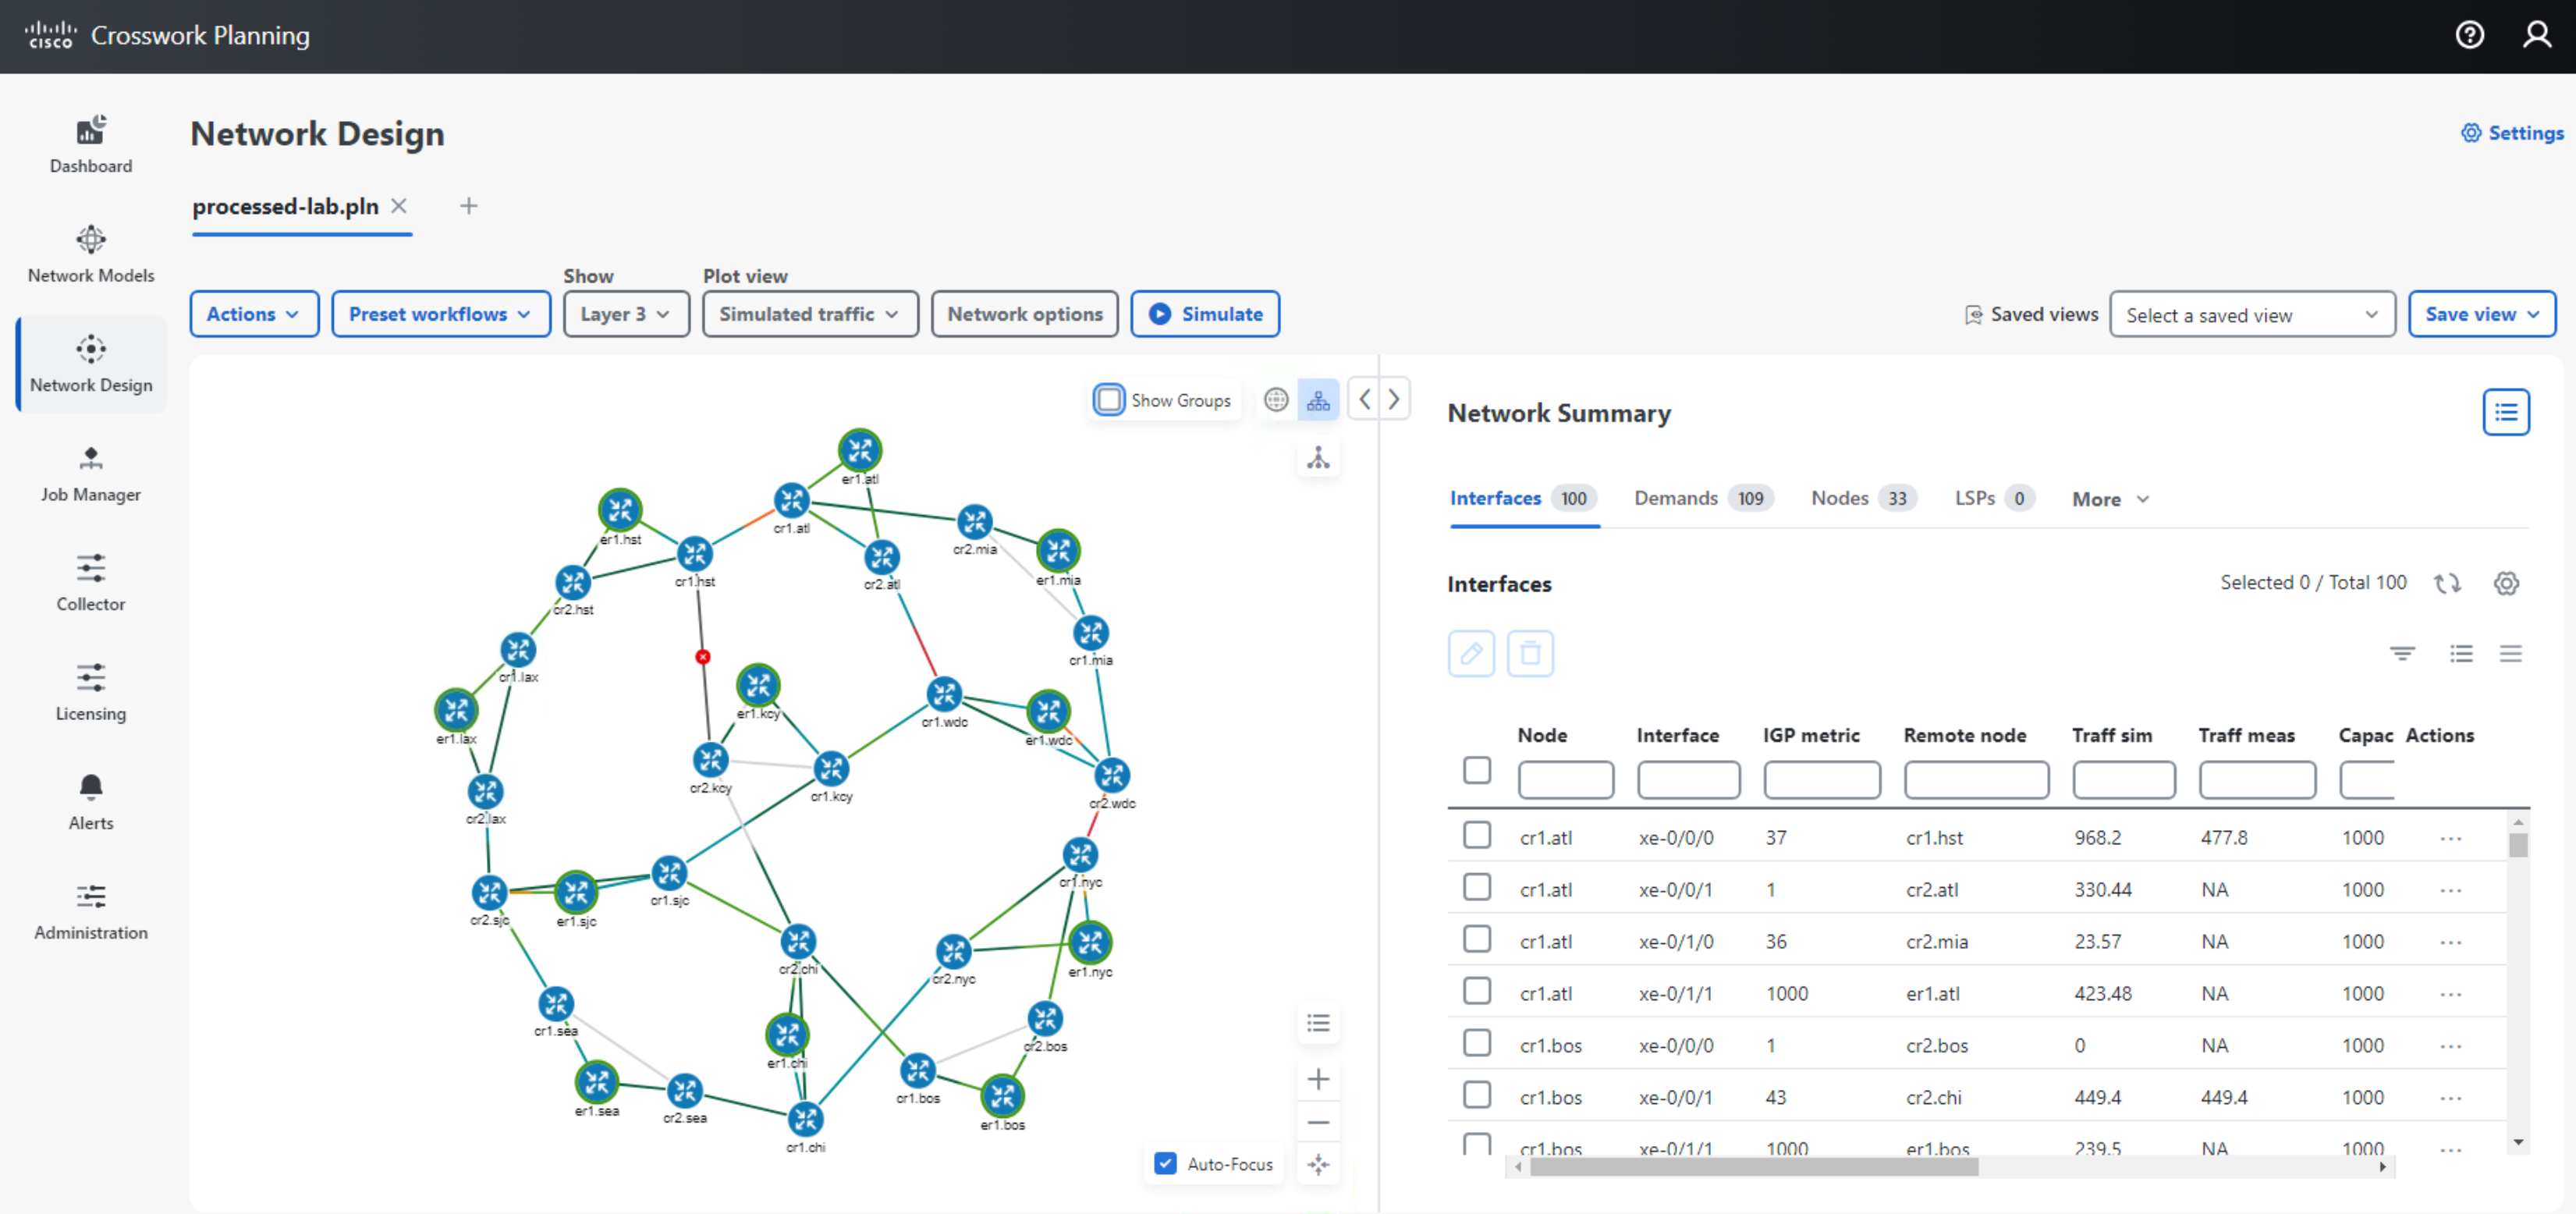 cisco Crosswork Planning
Dashboard
Network Models
Network Design
Job Manager
Collector
Licensing
Alerts
Administration
Network Design
Settings
processed-lab.pln
Show
Plot view
Actions
Preset workflows
Layer 3
Simulated traffic
Network options
Simulate
Saved views
Select a saved view
Save view
Show Groups
er1.atl
er1.hst
cr1.atl
cr2.mia
cr1.hst
cr2.atl
er1.mia
cr2.hst
cr1.mia
cr1.lax
er1.kcy
cr1.wdc
er1.lax
er1.wdc
cr2.kcy
cr1.kcy
cr2.wdc
cr2.lax
cr1.nyc
cr1.sjc
cr2.sjc
er1.sjc
cr2.chi
cr2.nyc
er1.nyc
cr1.sea
cr2.bos
er1.chi
cr1.bos
er1.sea
cr2.sea
er1.bos
cr1.chi
Auto-Focus
Network Summary
Interfaces 100 Demands 109 Nodes 33 LSPs 0 More
Interfaces
Selected 0 / Total 100
Node Interface IGP metric Remote node Traff sim Traff meas Capac Actions
cr1.atl xe-0/0/0 37 cr1.hst 968.2 477.8 1000 ...
cr1.atl xe-0/0/1 1 cr2.atl 330.44 NA 1000 ...
cr1.atl xe-0/1/0 36 cr2.mia 23.57 NA 1000 ...
cr1.atl xe-0/1/1 1000 er1.atl 423.48 NA 1000 ...
cr1.bos xe-0/0/0 1 cr2.bos 0 NA 1000 ...
cr1.bos xe-0/0/1 43 cr2.chi 449.4 449.4 1000 ...
cr1.bos xe-0/1/1 1000 er1.bos 239.5 NA 1000 ...